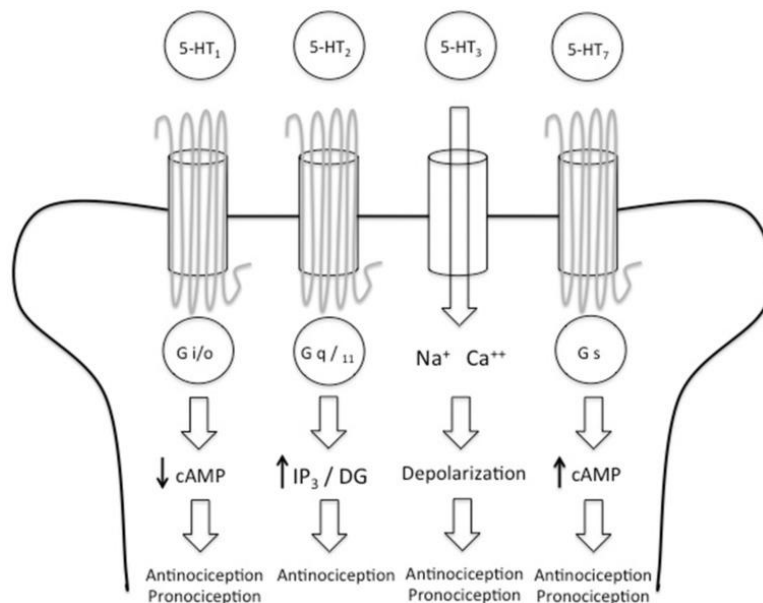 5-HT₁ 5-HT₂ 5-HT₃ 5-HT₇
G i/o G q / ₁₁ Na⁺ Ca⁺⁺ G s
↓ cAMP ↑ IP₃ / DG Depolarization ↑ cAMP
Antinociception Antinociception Antinociception Antinociception
Pronociception Pronociception Pronociception